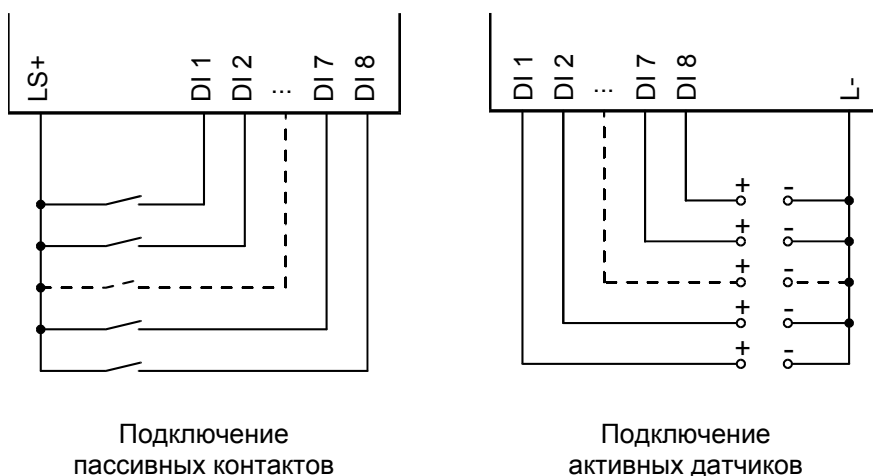 LS+ DI 1 DI 2 ... DI 7 DI 8
DI 1 DI 2 ... DI 7 DI 8 L-
+ -
+ -
+ -
+ -
+ -
Подключение
пассивных контактов
Подключение
активных датчиков